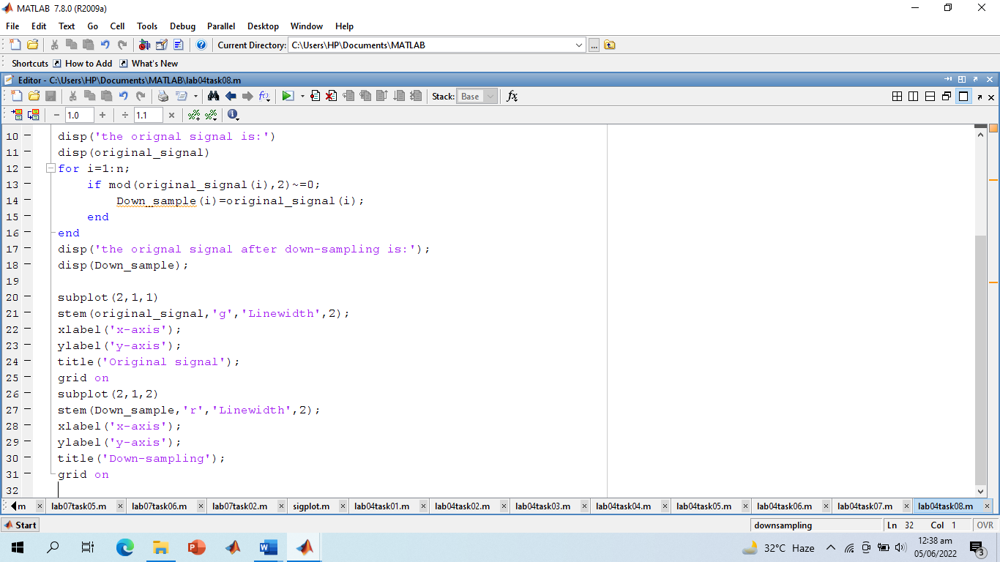 MATLAB 7.8.0 (R2009a)
File Edit Text Go Cell Tools Debug Parallel Desktop Window Help
Current Directory: C:\Users\HP\Documents\MATLAB ...
Shortcuts How to Add What's New
Editor - C:\Users\HP\Documents\MATLAB\lab04task08.m
Stack: Base fx
− 1.0 + ÷ 1.1 ×
10 disp('the orignal signal is:')
11 disp(original_signal)
12 for i=1:n;
13 if mod(original_signal(i),2)~=0;
14 Down_sample(i)=original_signal(i);
15 end
16 end
17 disp('the orignal signal after down-sampling is:');
18 disp(Down_sample);
19
20 subplot(2,1,1)
21 stem(original_signal,'g','Linewidth',2);
22 xlabel('x-axis');
23 ylabel('y-axis');
24 title('Original signal');
25 grid on
26 subplot(2,1,2)
27 stem(Down_sample,'r','Linewidth',2);
28 xlabel('x-axis');
29 ylabel('y-axis');
30 title('Down-sampling');
31 grid on
32
m lab07task05.m lab07task06.m lab07task02.m sigplot.m lab04task01.m lab04task02.m lab04task03.m lab04task04.m lab04task05.m lab04task06.m lab04task07.m lab04task08.m
Start downsampling Ln 32 Col 1 OVR
32°C Haze 12:38 am
05/06/2022 3